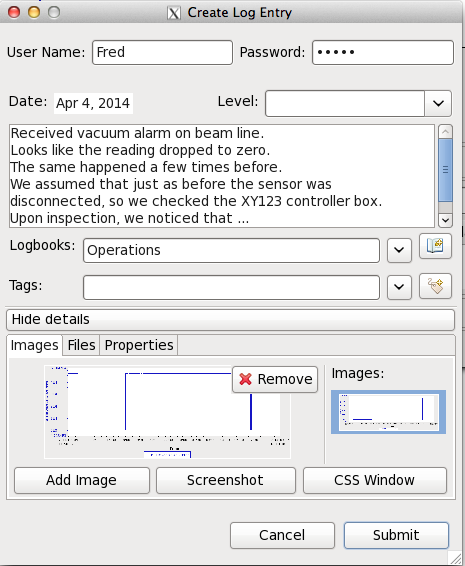 Create Log Entry
User Name: Fred Password: •••••
Date: Apr 4, 2014 Level:
Received vacuum alarm on beam line.
Looks like the reading dropped to zero.
The same happened a few times before.
We assumed that just as before the sensor was
disconnected, so we checked the XY123 controller box.
Upon inspection, we noticed that ...
Logbooks: Operations
Tags:
Hide details
Images Files Properties
Remove
Images:
Add Image Screenshot CSS Window
Cancel Submit